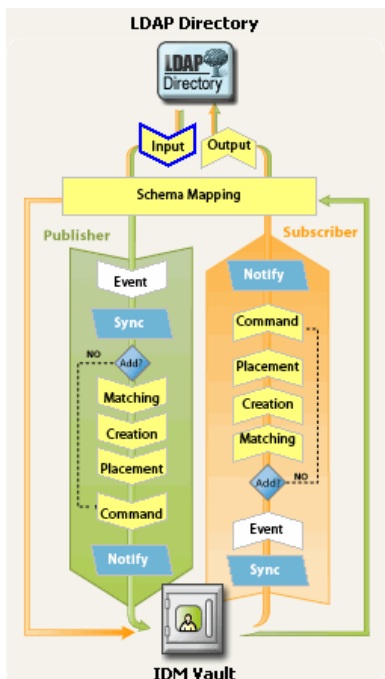 LDAP Directory
LDAP
Directory
Input
Output
Schema Mapping
Publisher
Subscriber
Event
Sync
Add?
NO
Matching
Creation
Placement
Command
Notify
Notify
Command
Placement
Creation
Matching
Add?
NO
Event
Sync
IDM Vault